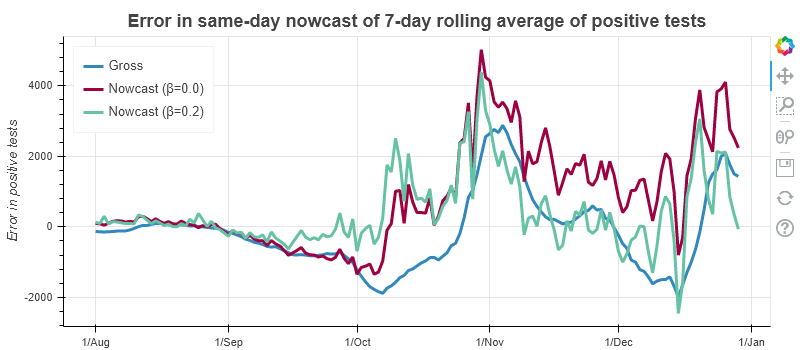 Error in same-day nowcast of 7-day rolling average of positive tests
Gross
Nowcast (β=0.0)
Nowcast (β=0.2)
Error in positive tests
4000
2000
0
-2000
1/Aug
1/Sep
1/Oct
1/Nov
1/Dec
1/Jan